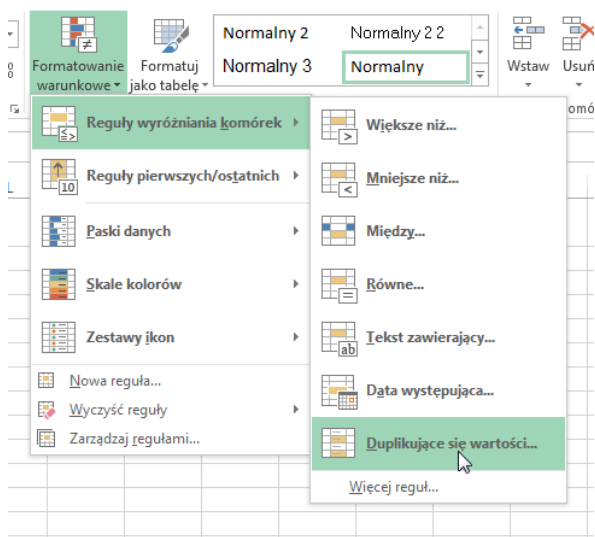 Normalny 2
Normalny 2 2
Normalny 3
Normalny
Formatowanie warunkowe
Formatuj jako tabelę
Wstaw
Usuń
Reguły wyróżniania komórek
Reguły pierwszych/ostatnich
10
Paski danych
Skale kolorów
Zestawy ikon
Nowa reguła...
Wyczyść reguły
Zarządzaj regułami...
Większe niż...
Mniejsze niż...
Między...
Równe...
Tekst zawierający...
ab
Data występująca...
Duplikujące się wartości...
Więcej reguł...